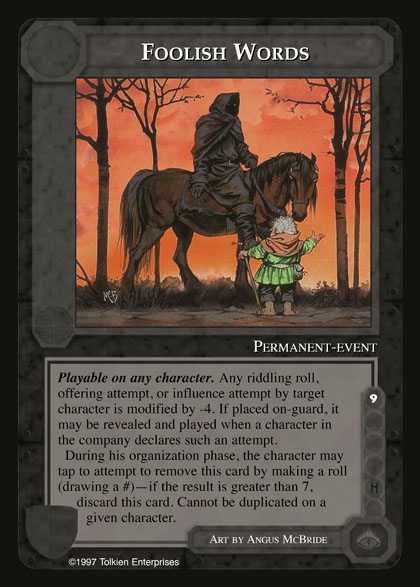 Foolish Words
McB
Permanent-event
Playable on any character. Any riddling roll,
offering attempt, or influence attempt by target
character is modified by -4. If placed on-guard, it
may be revealed and played when a character in
the company declares such an attempt.
During his organization phase, the character may
tap to attempt to remove this card by making a roll
(drawing a #)—if the result is greater than 7,
discard this card. Cannot be duplicated on a
given character.
9
H
Art by Angus McBride
©1997 Tolkien Enterprises